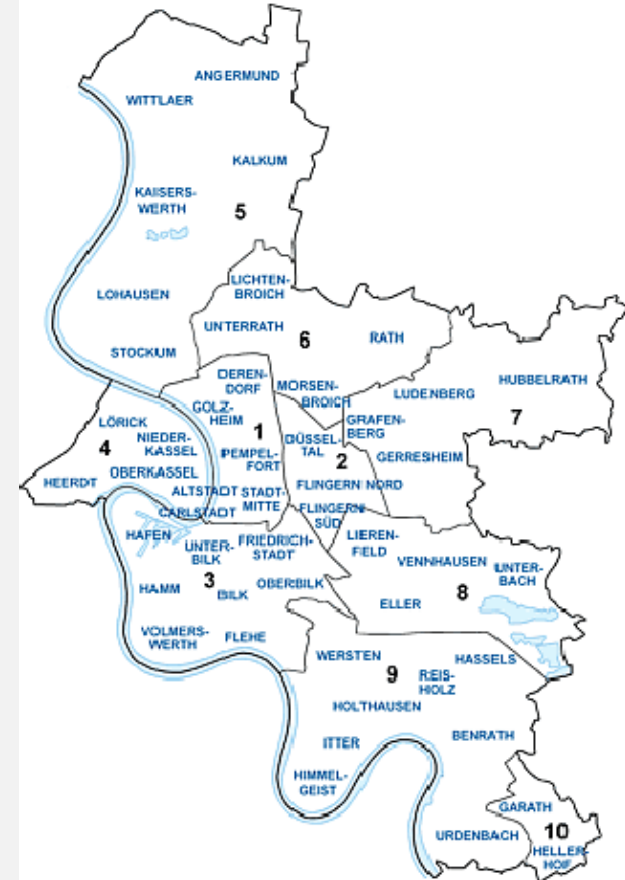 ANGERMUND
WITTLAER
KALKUM
KAISERS-
WERTH
5
LICHTEN-
BROICH
LOHAUSEN
UNTERRATH
6
RATH
STOCKUM
DEREN-
DORF
MORSEN-
BROICH
LUDENBERG
HUBBELRATH
7
GOLZ-
HEIM
1
GRAFEN-
BERG
LÖRICK
4
NIEDER-
KASSEL
DÜSSEL-
TAL
2
PEMPEL-
FORT
GERRESHEIM
HEERDT
OBERKASSEL
ALTSTADT
STADT-
MITTE
FLINGERN NORD
CARLSTADT
FLINGERN
SÜD
HAFEN
UNTER-
BILK
FRIEDRICH-
STADT
LIEREN-
FIELD
VENNHAUSEN
UNTER-
BACH
HAMM
3
BILK
OBERBILK
ELLER
8
VOLMERS-
WERTH
FLEHE
WERSTEN
HASSELS
9
REIS-
HOLZ
HOLTHAUSEN
ITTER
BENRATH
HIMMEL-
GEIST
GARATH
URDENBACH
10
HELLER-
HOF